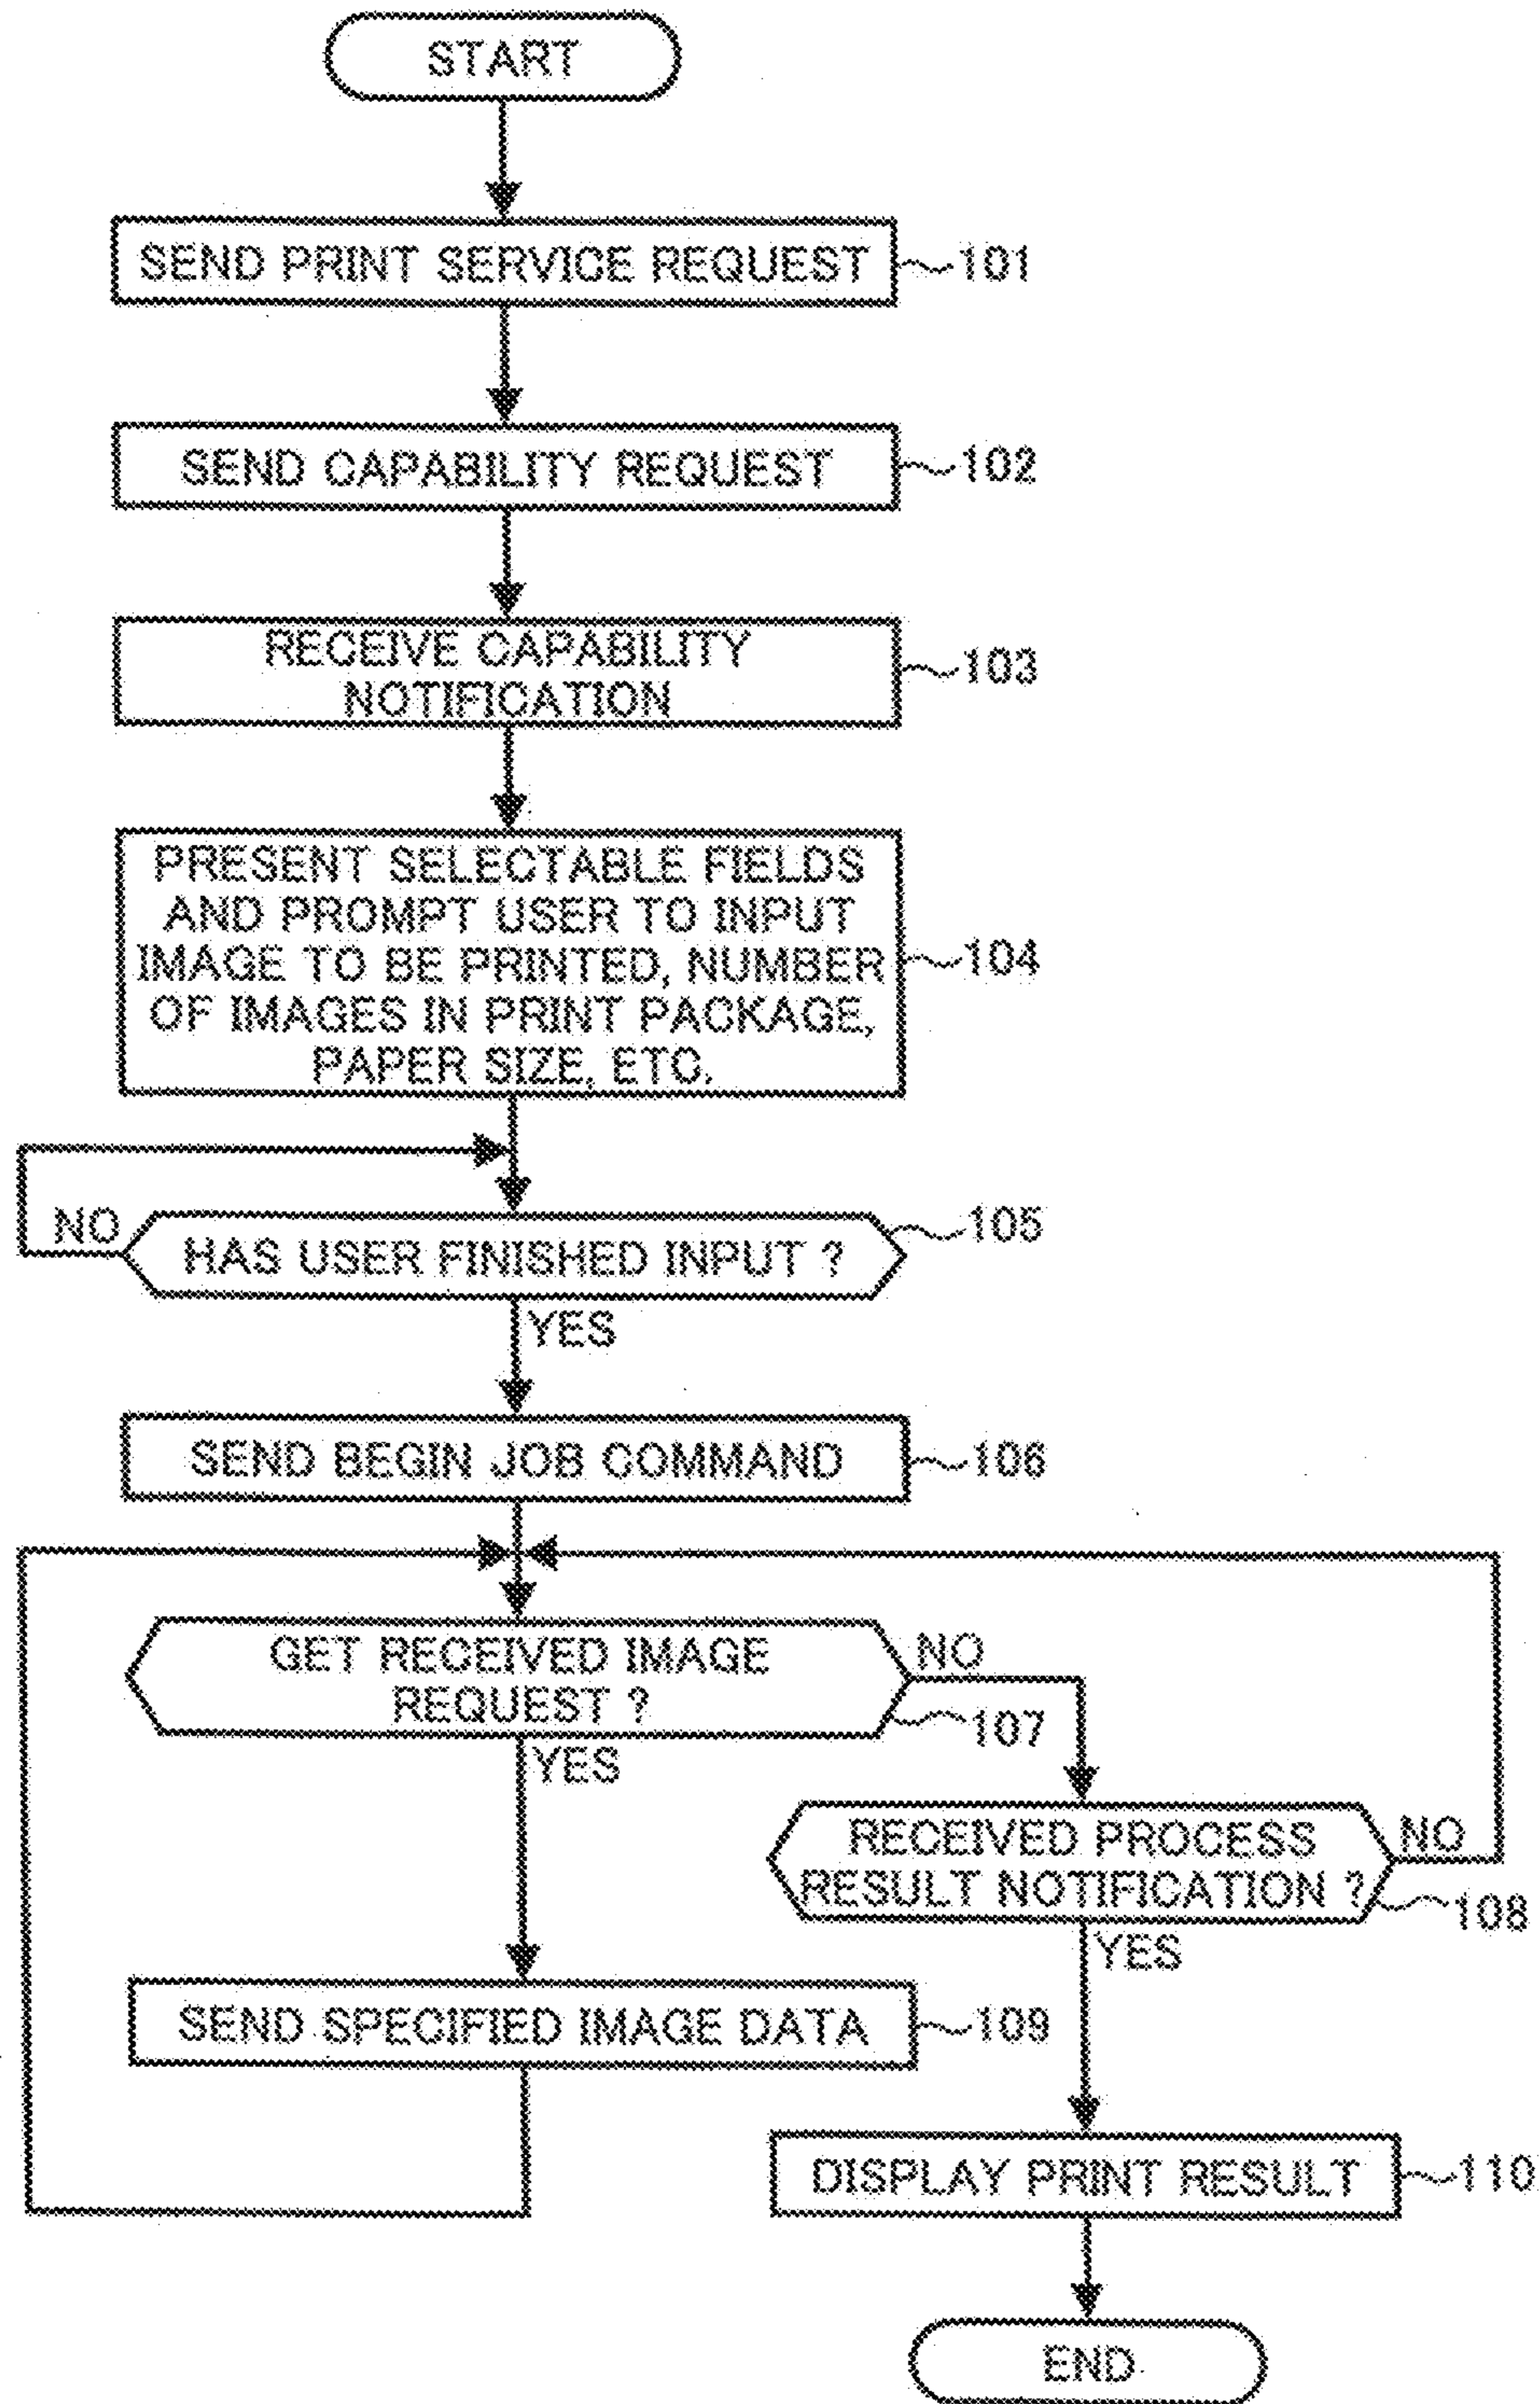 START
SEND PRINT SERVICE REQUEST
101
SEND CAPABILITY REQUEST
102
RECEIVE CAPABILITY
NOTIFICATION
103
PRESENT SELECTABLE FIELDS
AND PROMPT USER TO INPUT
IMAGE TO BE PRINTED, NUMBER
OF IMAGES IN PRINT PACKAGE,
PAPER SIZE, ETC.
104
NO
HAS USER FINISHED INPUT ?
105
YES
SEND BEGIN JOB COMMAND
106
GET RECEIVED IMAGE
REQUEST ?
NO
107
YES
RECEIVED PROCESS
RESULT NOTIFICATION ?
NO
108
YES
SEND SPECIFIED IMAGE DATA
109
DISPLAY PRINT RESULT
110
END